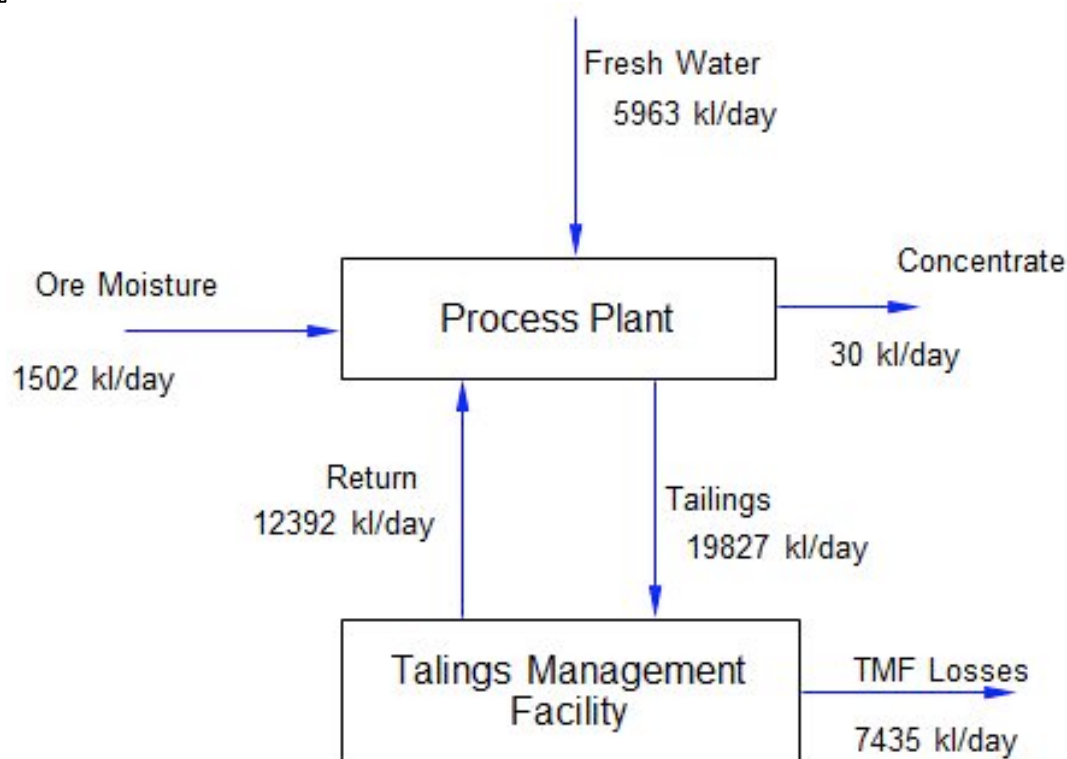 Fresh Water
5963 kl/day
Concentrate
Ore Moisture
Process Plant
30 kl/day
1502 kl/day
Return
12392 kl/day
Tailings
19827 kl/day
Talings Management
Facility
TMF Losses
7435 kl/day